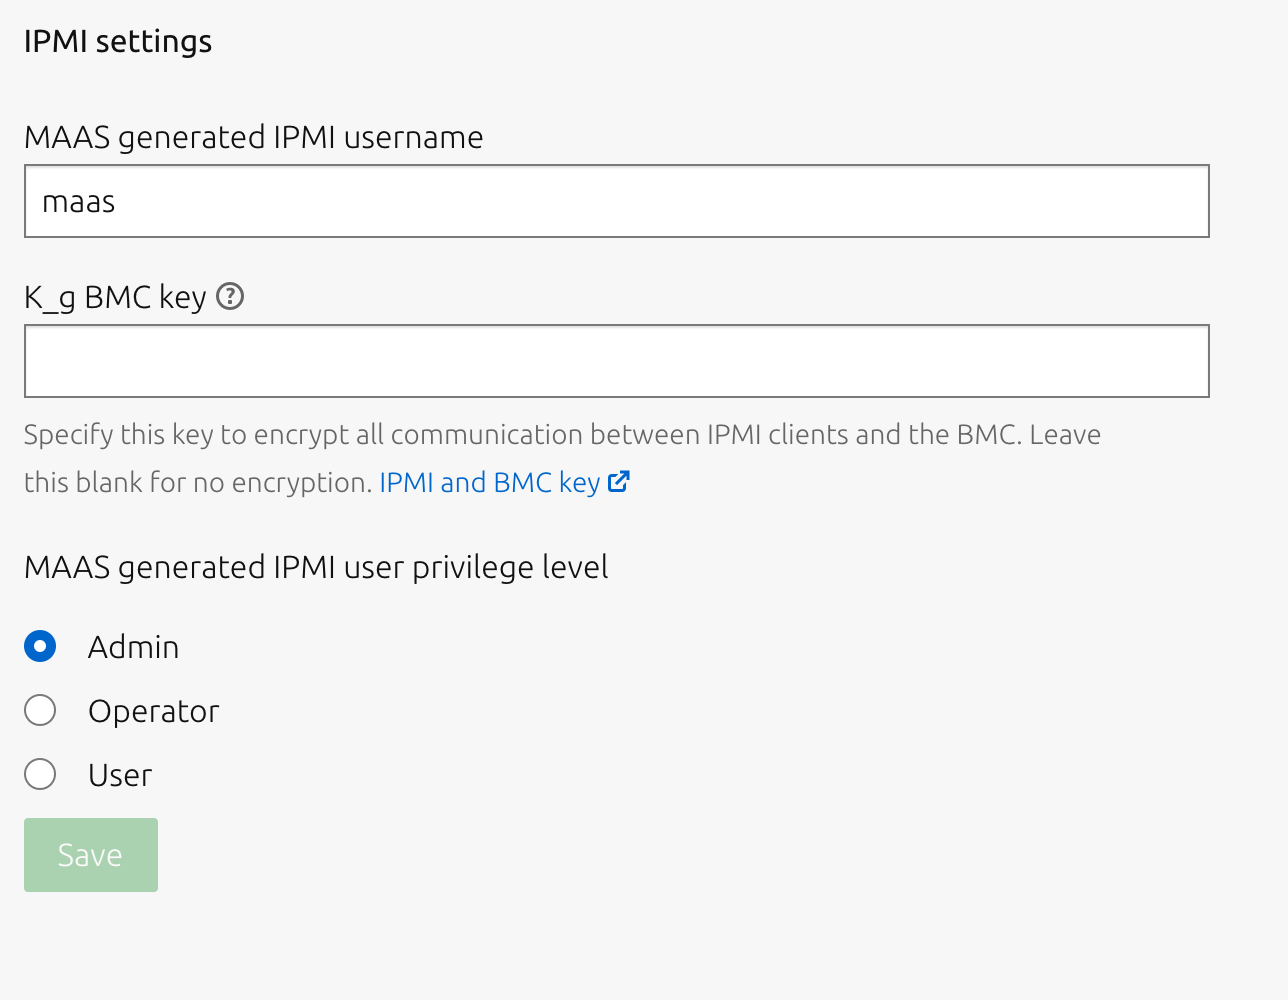 IPMI settings
MAAS generated IPMI username
maas
K_g BMC key
Specify this key to encrypt all communication between IPMI clients and the BMC. Leave
this blank for no encryption. IPMI and BMC key
MAAS generated IPMI user privilege level
Admin
Operator
User
Save